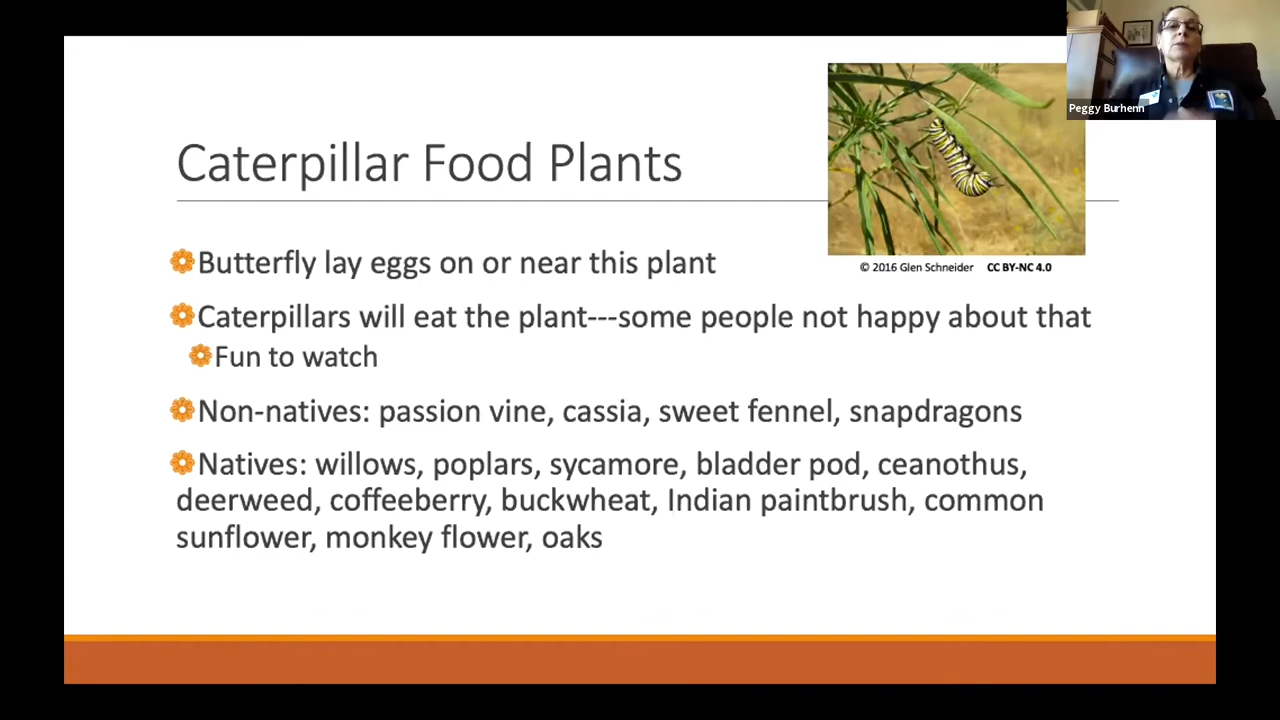 Peggy Burhenn
Caterpillar Food Plants
© 2016 Glen Schneider CC BY-NC 4.0
Butterfly lay eggs on or near this plant
Caterpillars will eat the plant---some people not happy about that
Fun to watch
Non-natives: passion vine, cassia, sweet fennel, snapdragons
Natives: willows, poplars, sycamore, bladder pod, ceanothus,
deerweed, coffeeberry, buckwheat, Indian paintbrush, common
sunflower, monkey flower, oaks